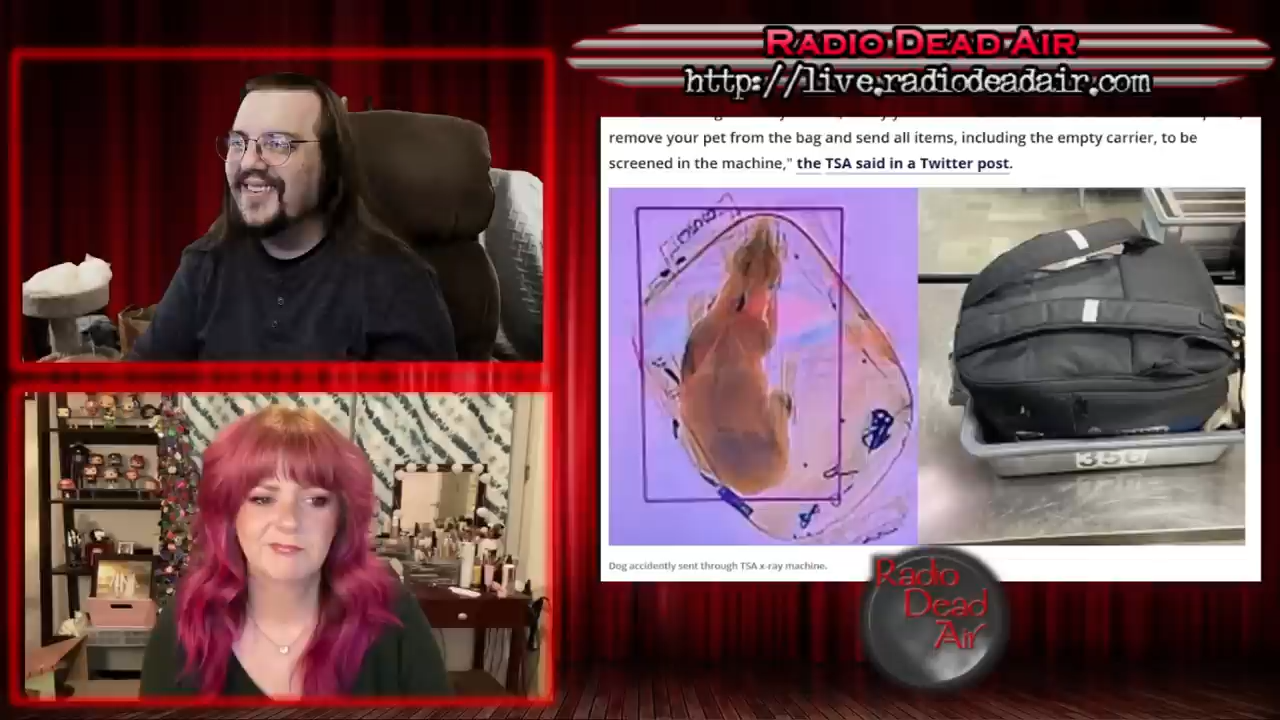 RADIO DEAD AIR
http://live.radiodeadair.com
remove your pet from the bag and send all items, including the empty carrier, to be
screened in the machine," the TSA said in a Twitter post.
356
Dog accidently sent through TSA x-ray machine.
Radio
Dead
Air